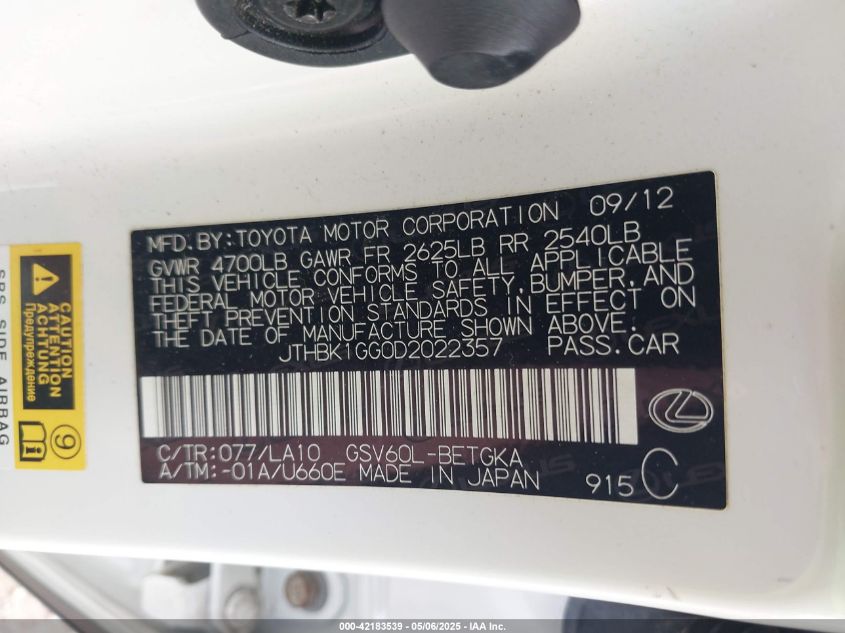 MFD.BY:TOYOTA MOTOR CORPORATION 09/12
GVWR 4700LB GAWR FR 2625LB RR 2540LB
THIS VEHICLE CONFORMS TO ALL APPLICABLE
FEDERAL MOTOR VEHICLE SAFETY,BUMPER,AND
THEFT PREVENTION STANDARDS IN EFFECT ON
THE DATE OF MANUFACTURE SHOWN ABOVE.
JTHBK1GG0D2022357 PASS.CAR
C/TR:077/LA10 GSV60L-BETGKA
A/TM:-01A/U660E MADE IN JAPAN
915 C
CAUTION
ATTENTION
ACHTUNG
Предупреждение
9
SRS SIDE AIRBAG
000-42183539 - 05/06/2025 - IAA Inc.